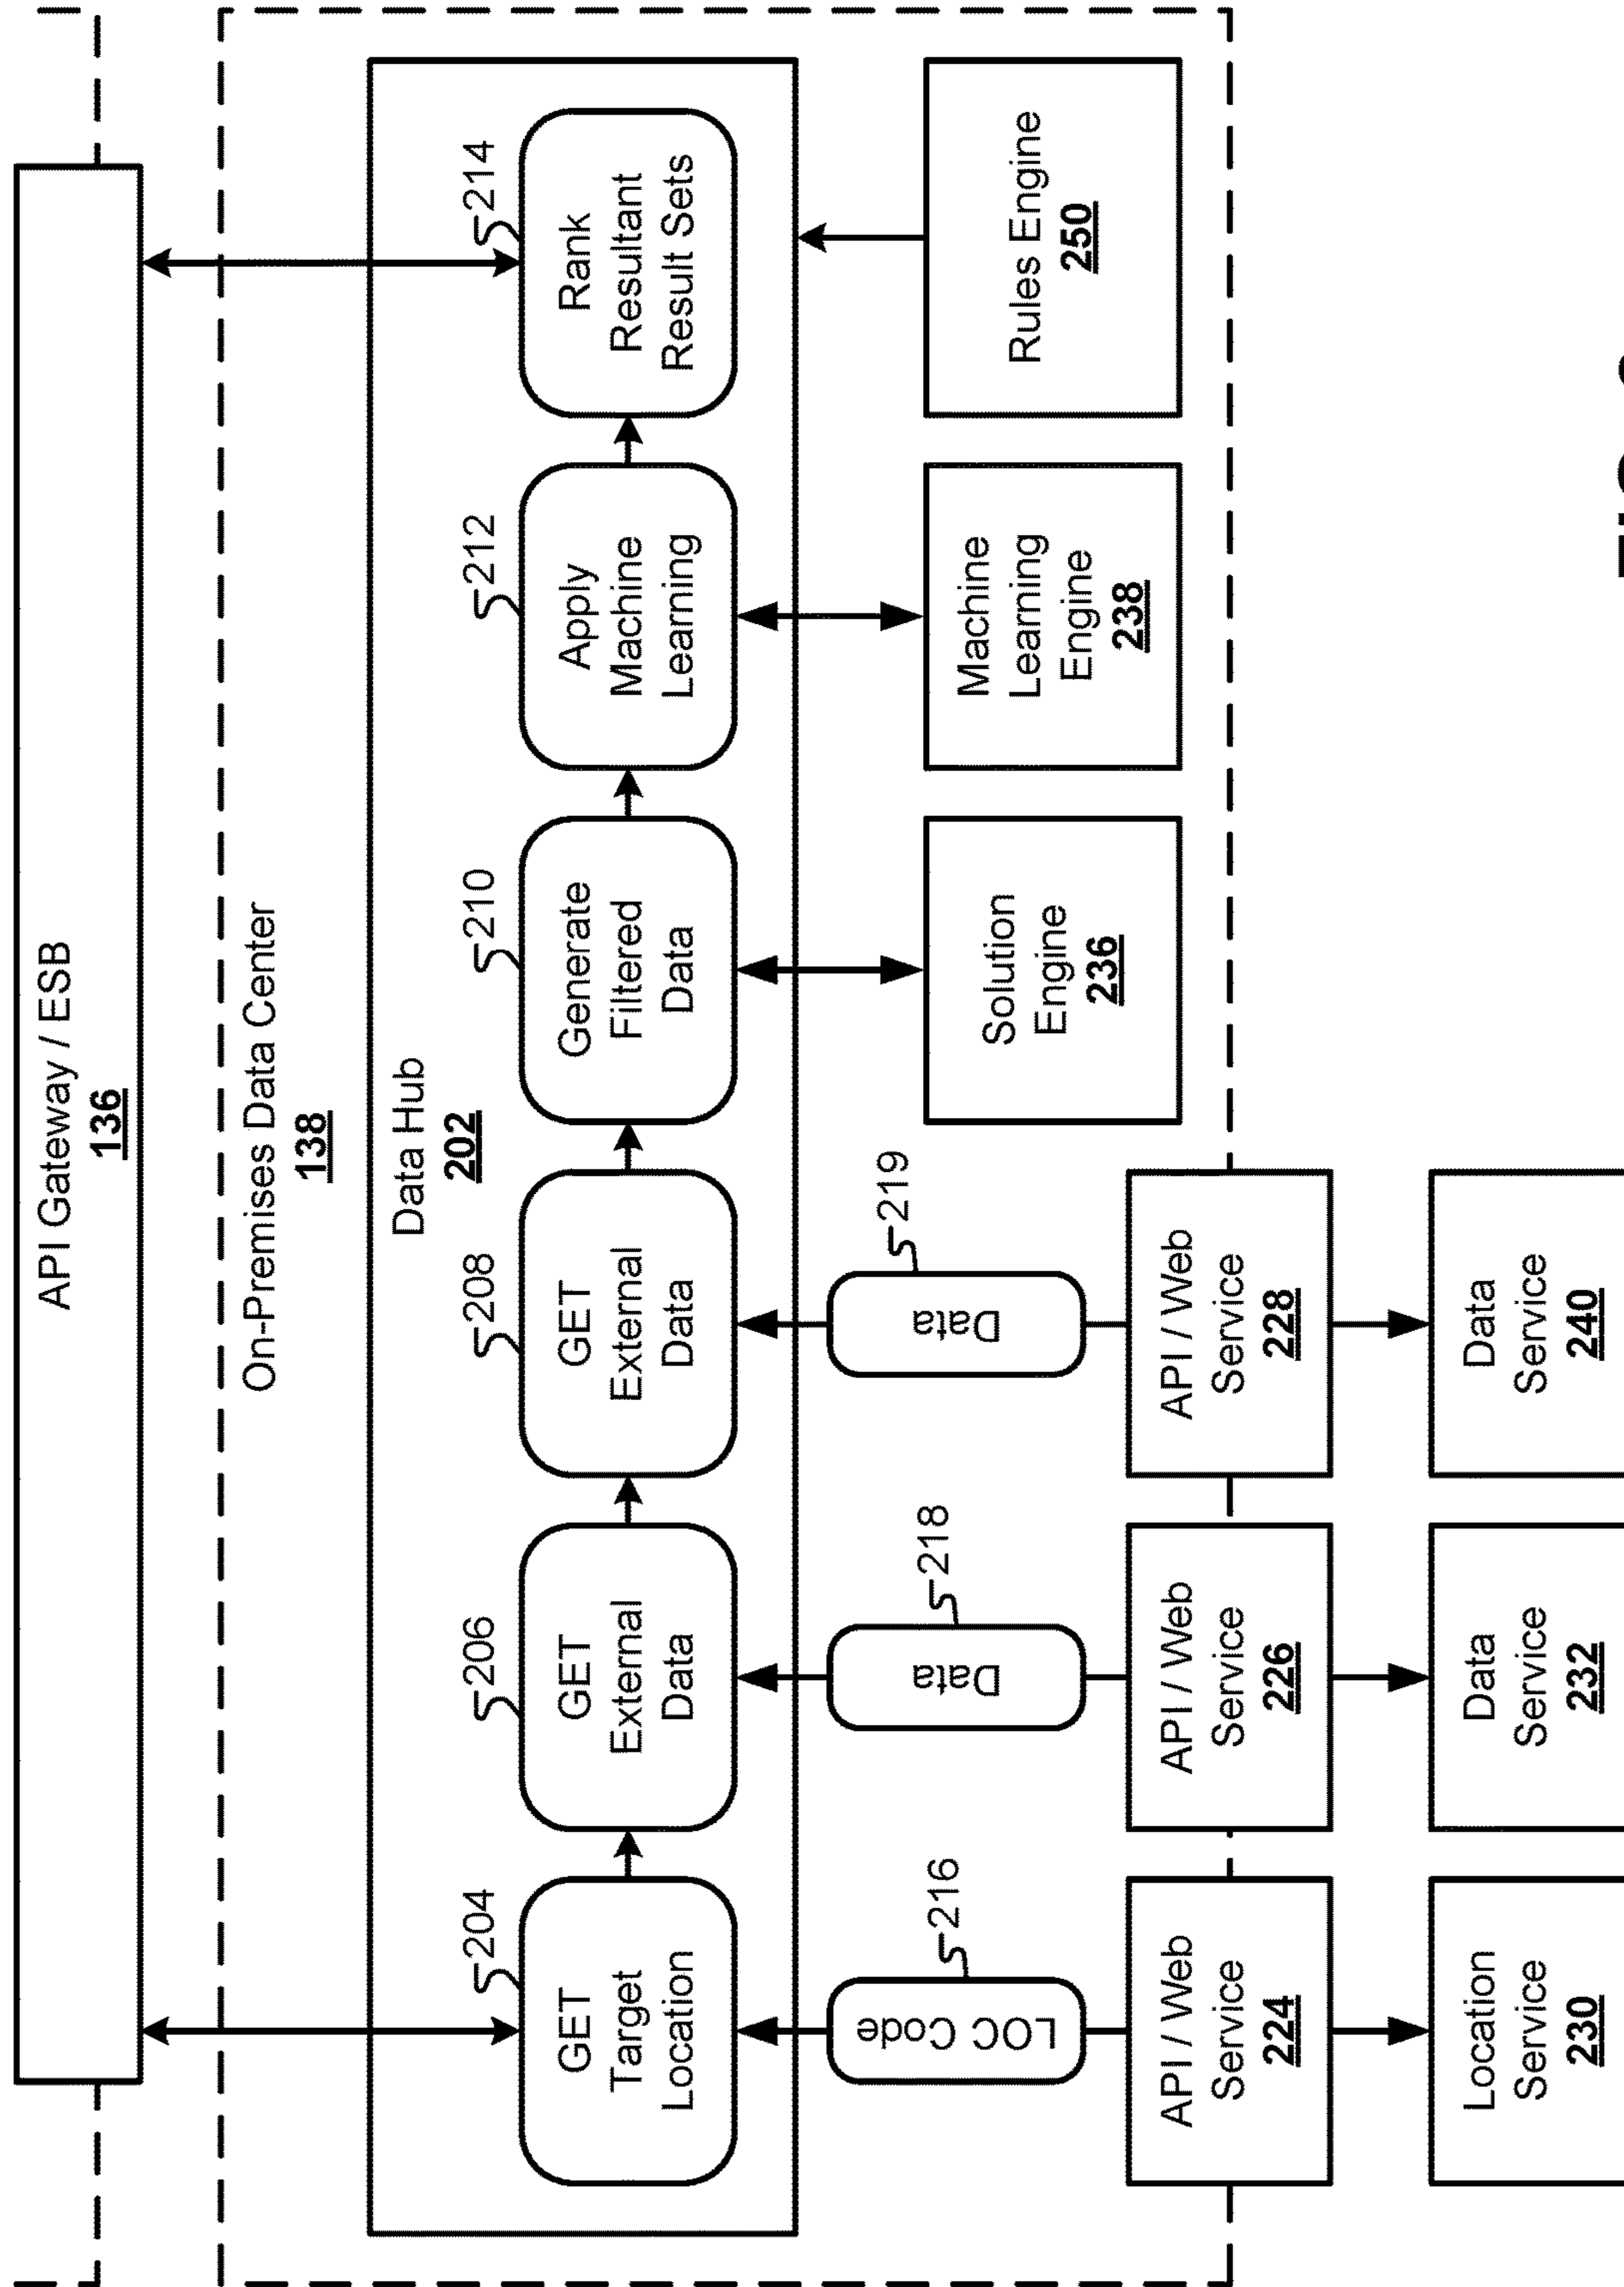 API Gateway / ESB
136
On-Premises Data Center
138
Data Hub
202
204
GET
Target
Location
206
GET
External
Data
208
GET
External
Data
210
Generate
Filtered
Data
212
Apply
Machine
Learning
214
Rank
Resultant
Result Sets
LOC Code
216
Data
218
Data
219
Solution
Engine
236
Machine
Learning
Engine
238
Rules Engine
250
API / Web
Service
224
API / Web
Service
226
API / Web
Service
228
Location
Service
230
Data
Service
232
Data
Service
240